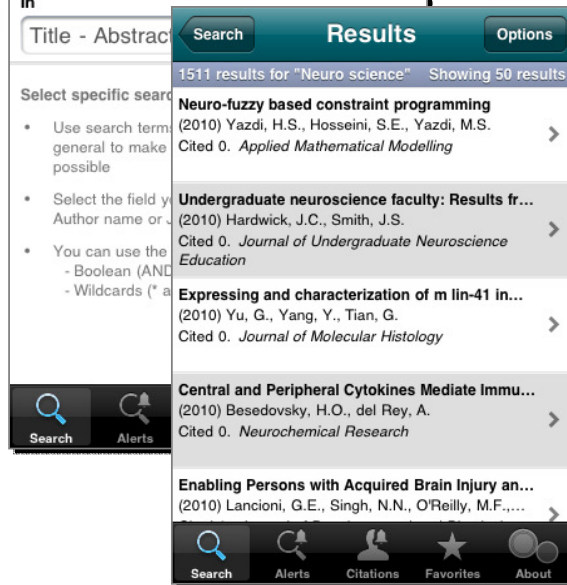 In
Title - Abstract
Select specific searc
• Use search term
general to make
possible
• Select the field yo
Author name or J
• You can use the
- Boolean (AND
- Wildcards (* a
Search
Alerts
Search
Results
Options
1511 results for "Neuro science" Showing 50 results
Neuro-fuzzy based constraint programming
(2010) Yazdi, H.S., Hosseini, S.E., Yazdi, M.S.
Cited 0. Applied Mathematical Modelling
Undergraduate neuroscience faculty: Results fr...
(2010) Hardwick, J.C., Smith, J.S.
Cited 0. Journal of Undergraduate Neuroscience
Education
Expressing and characterization of m lin-41 in...
(2010) Yu, G., Yang, Y., Tian, G.
Cited 0. Journal of Molecular Histology
Central and Peripheral Cytokines Mediate Immu...
(2010) Besedovsky, H.O., del Rey, A.
Cited 0. Neurochemical Research
Enabling Persons with Acquired Brain Injury an...
(2010) Lancioni, G.E., Singh, N.N., O'Reilly, M.F.,...
Search
Alerts
Citations
Favorites
About